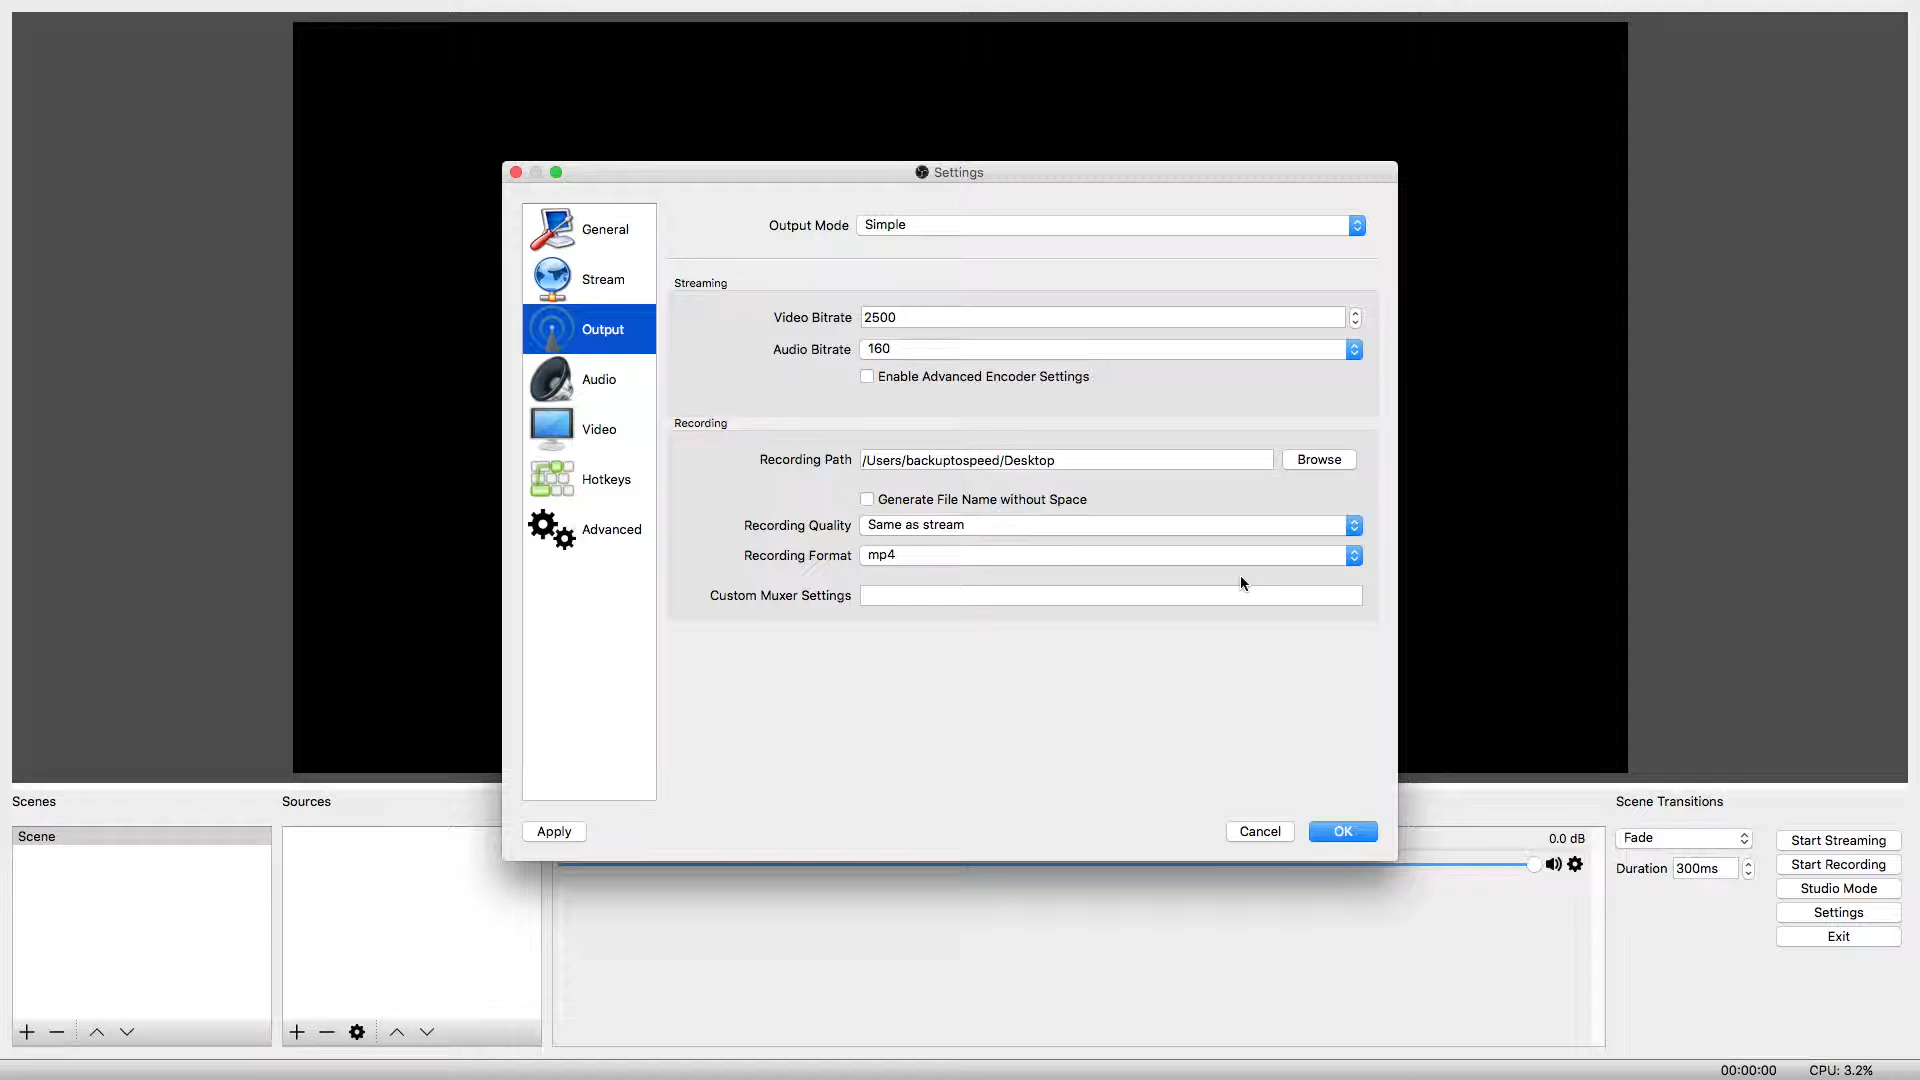 Settings
General
Stream
Output
Audio
Video
Hotkeys
Advanced
Output Mode Simple
Streaming
Video Bitrate 2500
Audio Bitrate 160
Enable Advanced Encoder Settings
Recording
Recording Path /Users/backuptospeed/Desktop Browse
Generate File Name without Space
Recording Quality Same as stream
Recording Format mp4
Custom Muxer Settings
Apply Cancel OK
Scenes
Scene
Sources
0.0 dB
Scene Transitions
Fade
Duration 300ms
Start Streaming
Start Recording
Studio Mode
Settings
Exit
00:00:00 CPU: 3.2%